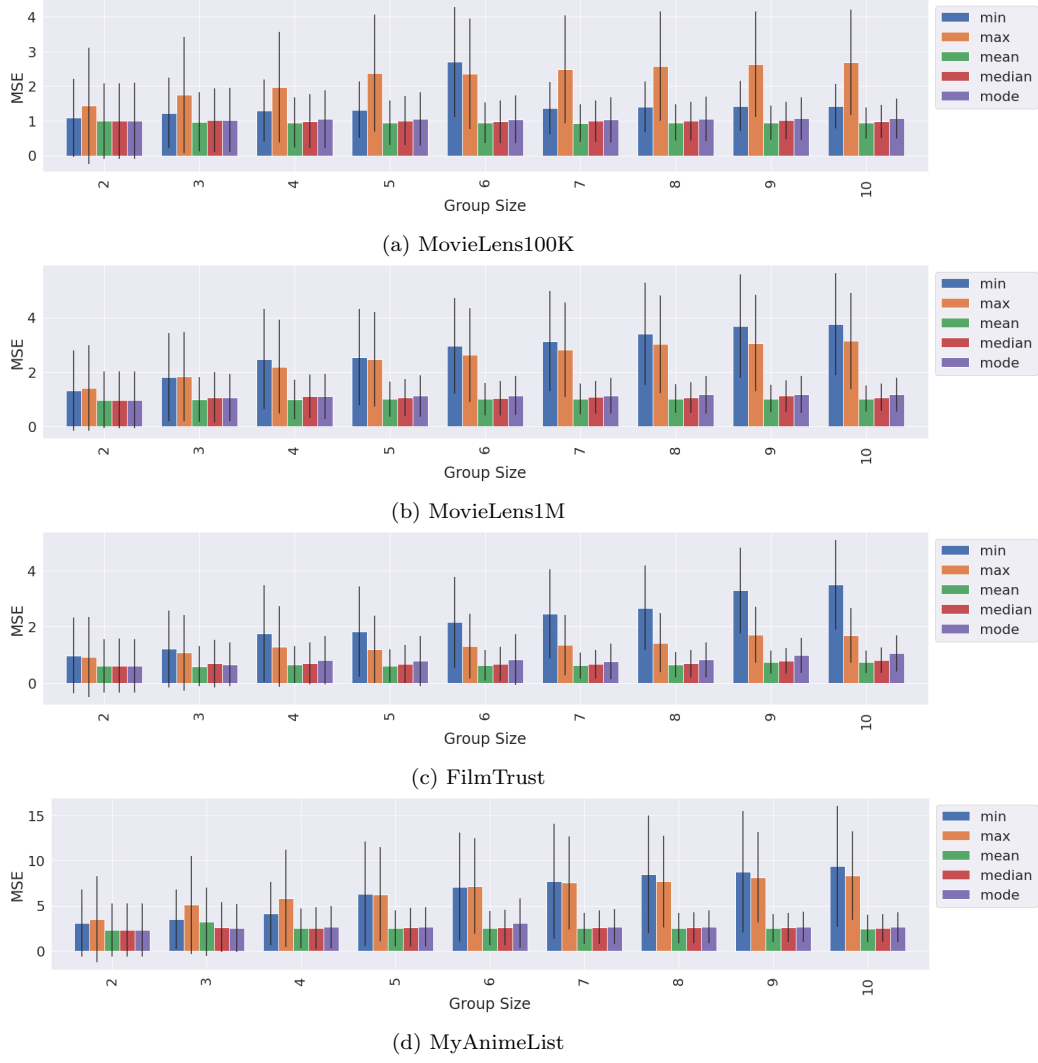 4
3
2
1
0
MSE
2 3 4 5 6 7 8 9 10
Group Size
min
max
mean
median
mode
(a) MovieLens100K
4
2
0
MSE
2 3 4 5 6 7 8 9 10
Group Size
min
max
mean
median
mode
(b) MovieLens1M
4
2
0
MSE
2 3 4 5 6 7 8 9 10
Group Size
min
max
mean
median
mode
(c) FilmTrust
15
10
5
0
MSE
2 3 4 5 6 7 8 9 10
Group Size
min
max
mean
median
mode
(d) MyAnimeList